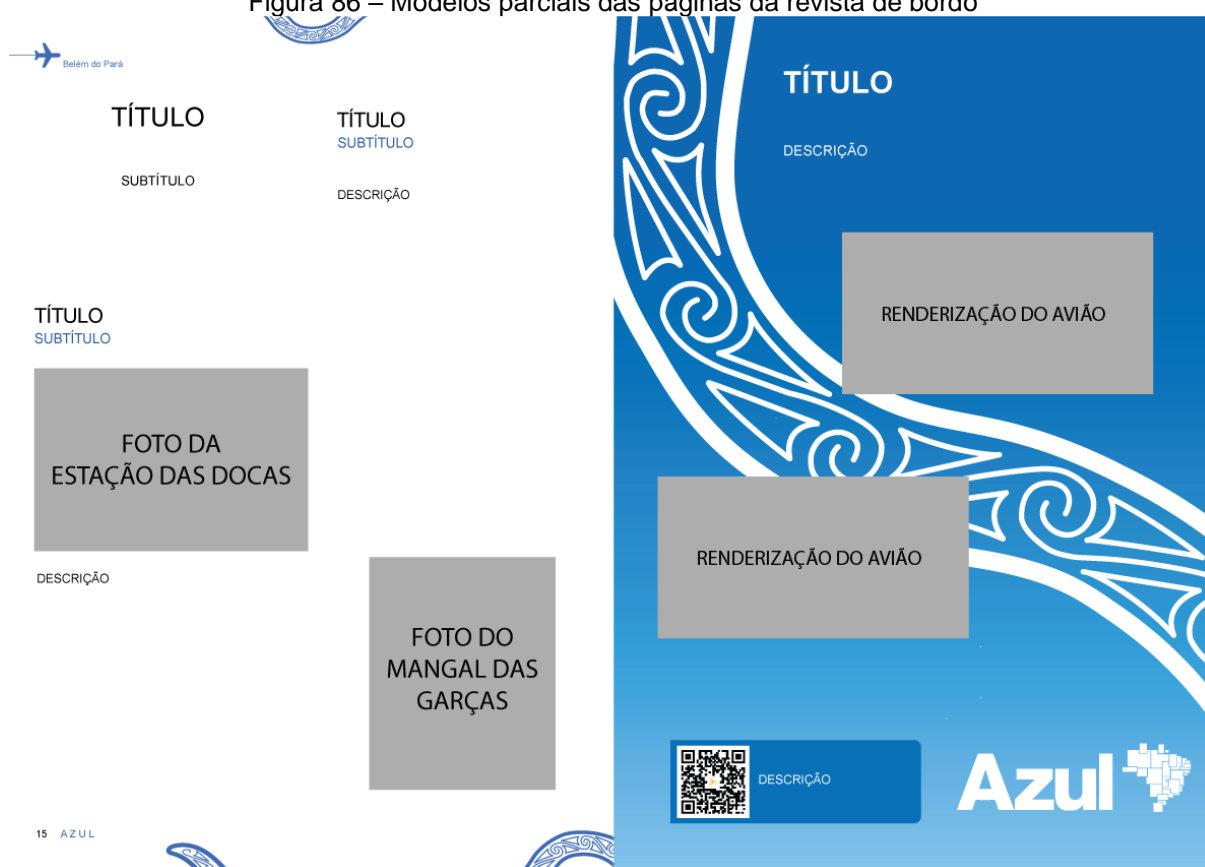 Figura 86 – Modelos parciais das páginas da revista de bordo
Belém do Pará
TÍTULO
SUBTÍTULO
TÍTULO
SUBTÍTULO
DESCRIÇÃO
TÍTULO
SUBTÍTULO
FOTO DA
ESTAÇÃO DAS DOCAS
DESCRIÇÃO
FOTO DO
MANGAL DAS
GARÇAS
15 AZUL
TÍTULO
DESCRIÇÃO
RENDERIZAÇÃO DO AVIÃO
RENDERIZAÇÃO DO AVIÃO
DESCRIÇÃO
Azul